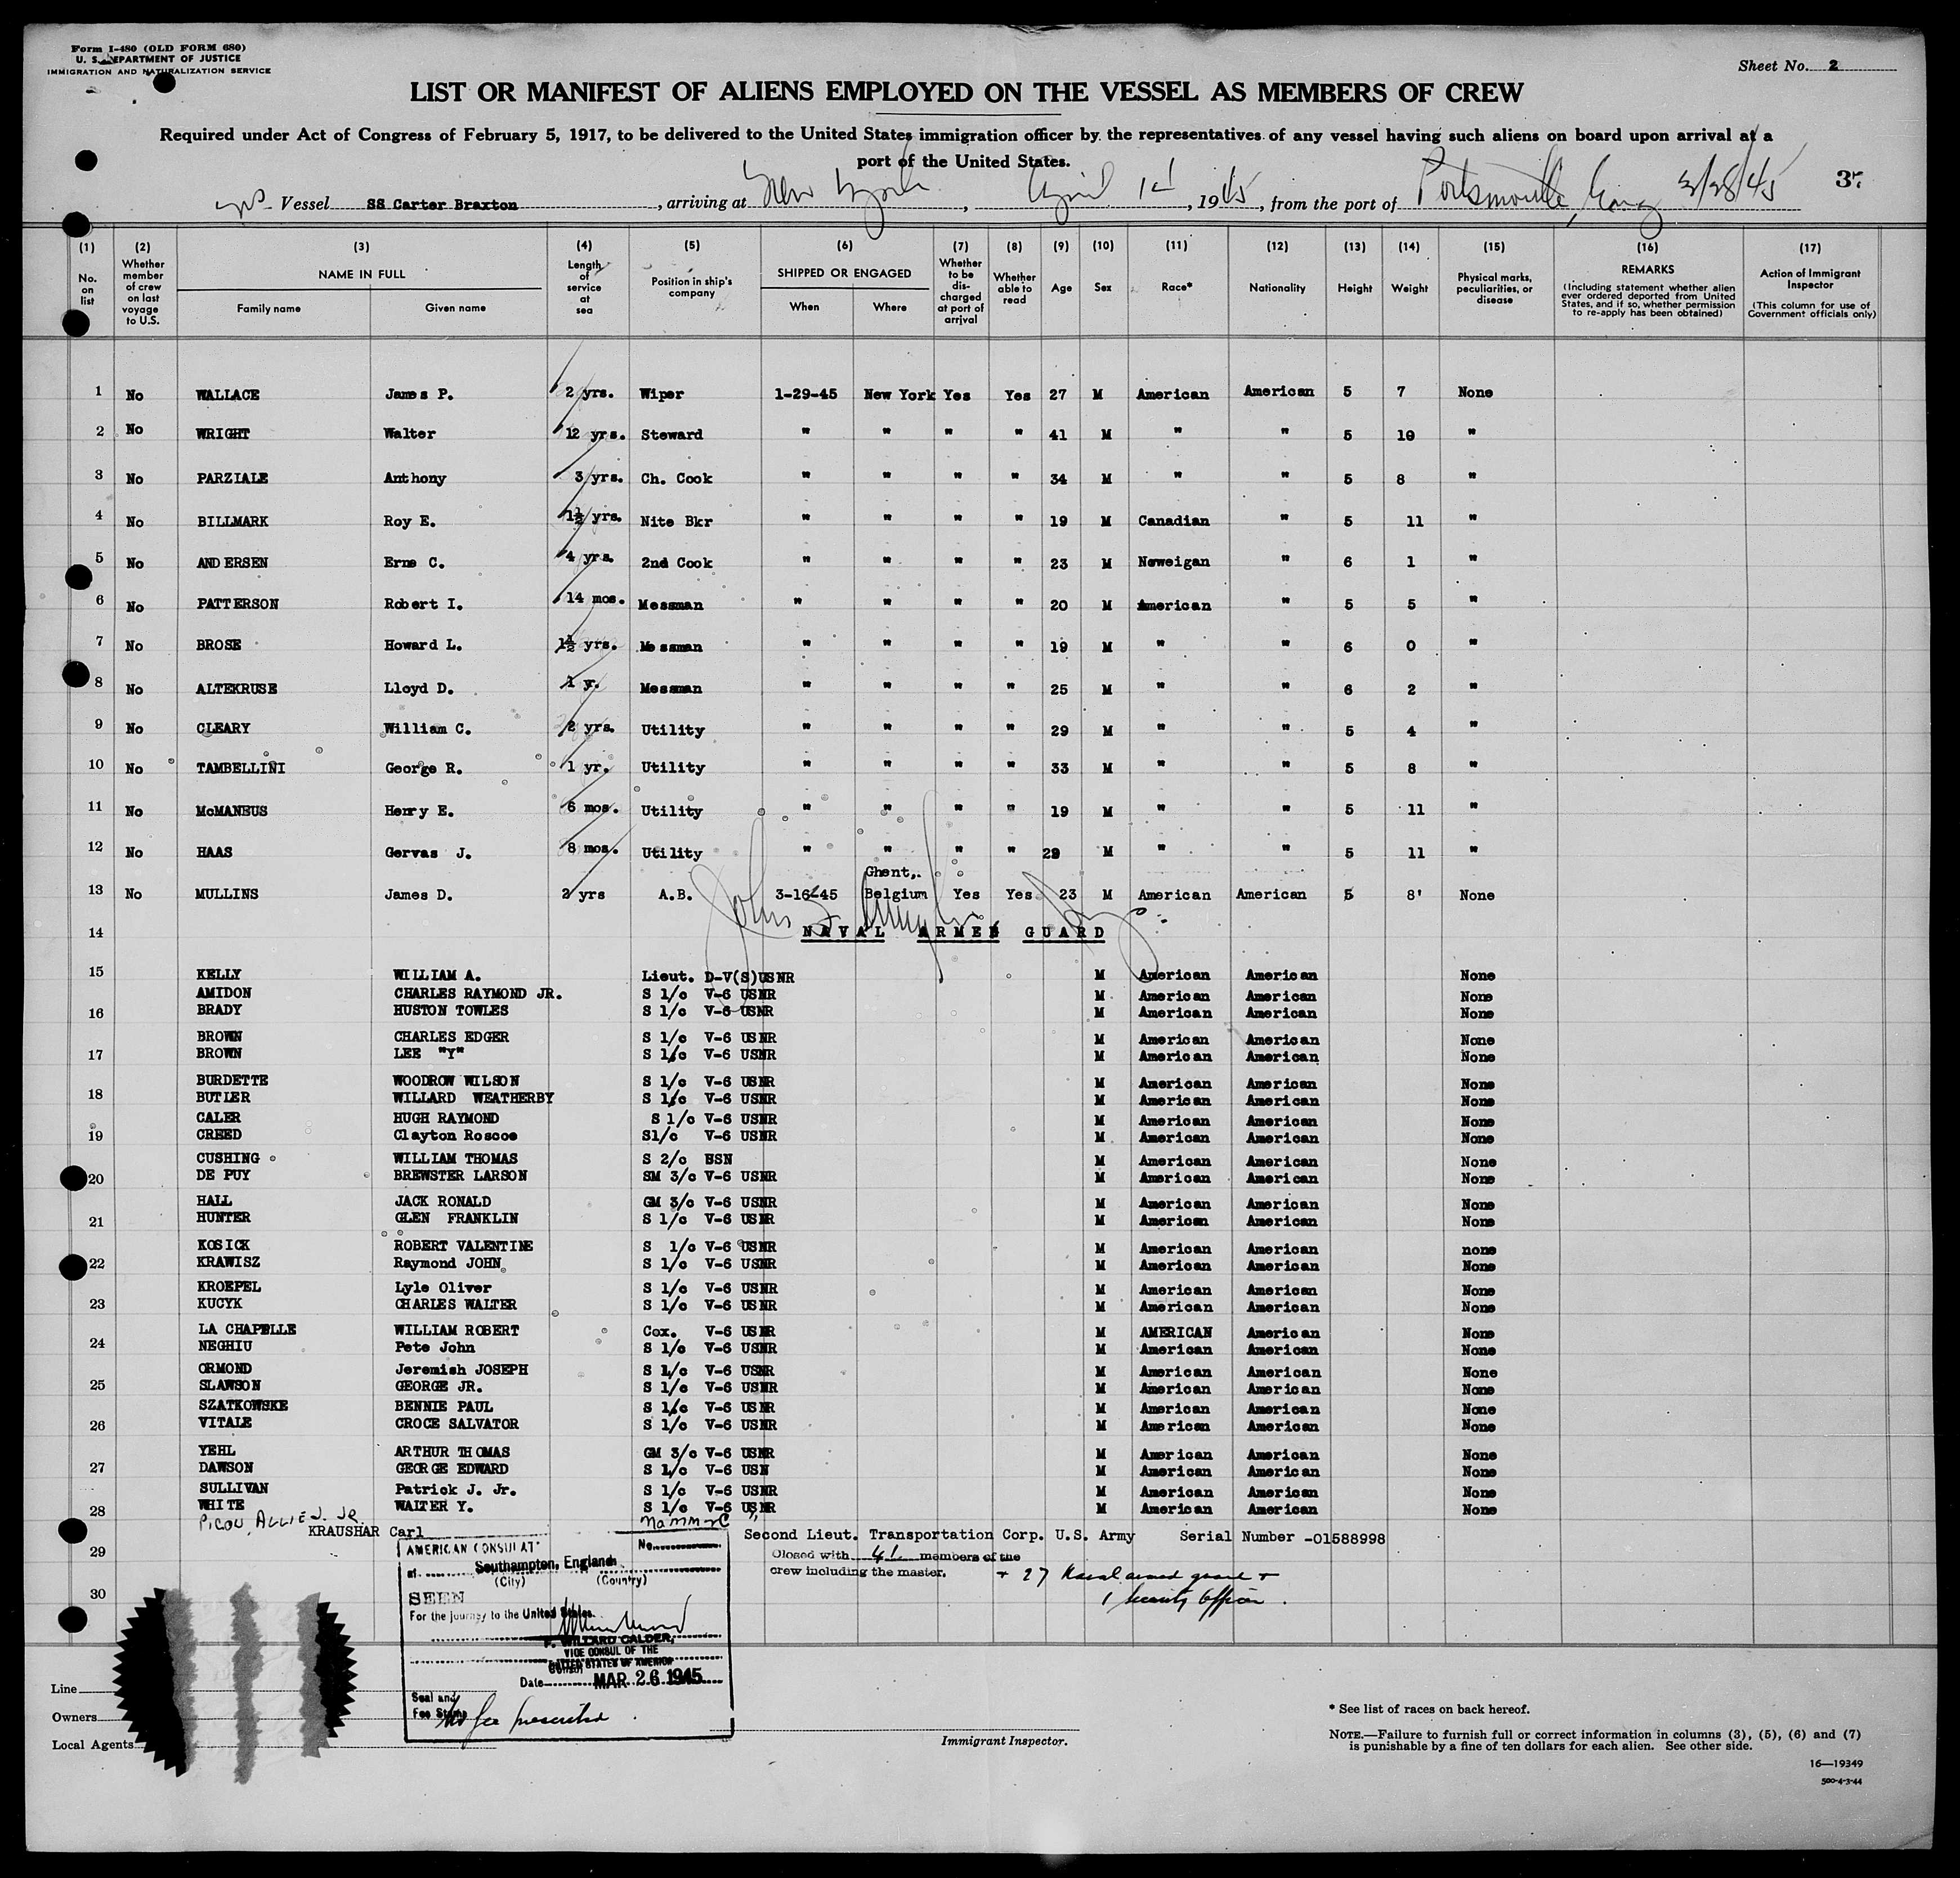 Form I-480 (OLD FORM 680)
U. S. DEPARTMENT OF JUSTICE
IMMIGRATION AND NATURALIZATION SERVICE
Sheet No. 2
LIST OR MANIFEST OF ALIENS EMPLOYED ON THE VESSEL AS MEMBERS OF CREW
Required under Act of Congress of February 5, 1917, to be delivered to the United States immigration officer by the representatives of any vessel having such aliens on board upon arrival at a
port of the United States.
Vessel SS Carter Braxton, arriving at New York, April 1st, 1945, from the port of Portsmouth, Eng 3/28/45
37
(1) No. on list
(2) Whether member of crew on last voyage to U.S.
(3) NAME IN FULL Family name Given name
(4) Length of service at sea
(5) Position in ship's company
(6) SHIPPED OR ENGAGED When Where
(7) Whether to be discharged at port of arrival
(8) Whether able to read
(9) Age
(10) Sex
(11) Race*
(12) Nationality
(13) Height
(14) Weight
(15) Physical marks, peculiarities, or disease
(16) REMARKS (Including statement whether alien ever ordered deported from United States, and if so, whether permission to re-apply has been obtained)
(17) Action of Immigrant Inspector (This column for use of Government officials only)
1 No WALLACE James P. 2 yrs. Wiper 1-29-45 New York Yes Yes 27 M American American 5 7 None
2 No WRIGHT Walter 12 yrs. Steward " " " " 41 M " " 5 10 "
3 No PARZIALE Anthony 3 yrs. Ch. Cook " " " " 34 M " " 5 8 "
4 No BILLMARK Roy E. 1½ yrs. Nite Bkr " " " " 19 M Canadian " 5 11 "
5 No ANDERSEN Erne C. 4 yrs. 2nd Cook " " " " 23 M Noweigan " 6 1 "
6 No PATTERSON Robert I. 14 mos. Messman " " " " 20 M American " 5 5 "
7 No BROSE Howard L. 1½ yrs. Messman " " " " 19 M " " 6 0 "
8 No ALTEKRUSE Lloyd D. 1 yr. Messman " " " " 25 M " " 6 2 "
9 No CLEARY William C. 2 yrs. Utility " " " " 29 M " " 5 4 "
10 No TAMBELLINI George R. 1 yr. Utility " " " " 33 M " " 5 8 "
11 No McMANEUS Henry E. 6 mos. Utility " " " " 19 M " " 5 11 "
12 No HAAS Gervas J. 8 mos. Utility " " " " 29 M " " 5 11 "
13 No MULLINS James D. 2 yrs A.B. 3-16-45 Ghent, Belgium Yes Yes 23 M American American 5 8' None
14 NAVAL ARMED GUARD
15 KELLY WILLIAM A. Lieut. D-V(S)USNR M American American None
AMIDON CHARLES RAYMOND JR. S 1/c V-6 USNR M American American None
16 BRADY HUSTON TOWLES S 1/c V-6 USNR M American American None
BROWN CHARLES EDGER S 1/c V-6 USNR M American American None
17 BROWN LEE "Y" S 1/c V-6 USNR M American American None
BURDETTE WOODROW WILSON S 1/c V-6 USNR M American American None
18 BUTLER WILLARD WEATHERBY S 1/c V-6 USNR M American American None
CALER HUGH RAYMOND S 1/c V-6 USNR M American American None
19 CREED Clayton Roscoe S1/c V-6 USNR M American American None
CUSHING WILLIAM THOMAS S 2/c USN M American American None
20 DE PUY BREWSTER LARSON SM 3/c V-6 USNR M American American None
HALL JACK RONALD GM 3/c V-6 USNR M American American None
21 HUNTER GLEN FRANKLIN S 1/c V-6 USNR M American American None
KOSICK ROBERT VALENTINE S 1/c V-6 USNR M American American none
22 KRAWISZ Raymond JOHN S 1/c V-6 USNR M American American None
KROEPEL Lyle Oliver S 1/c V-6 USNR M American American None
23 KUCYK CHARLES WALTER S 1/c V-6 USNR M American American None
LA CHAPELLE WILLIAM ROBERT Cox. V-6 USNR M AMERICAN American None
24 NEGHIU Pete John S 1/c V-6 USNR M American American None
ORMOND Jeremish JOSEPH S 1/c V-6 USNR M American American None
25 SLAWSON GEORGE JR. S 1/c V-6 USNR M American American None
SZATKOWSKE BENNIE PAUL S 1/c V-6 USNR M American American None
26 VITALE CROCE SALVATOR S 1/c V-6 USNR M American American None
YEHL ARTHUR THOMAS GM 3/c V-6 USNR M American American None
27 DAWSON GEORGE EDWARD S 1/c V-6 USN M American American None
SULLIVAN Patrick J. Jr. S 1/c V-6 USNR M American American None
28 WHITE WALTER Y. S 1/c V-6 USNR M American American None
PICOU, ALLIE J. JR.
KRAUSHAR Carl Second Lieut. Transportation Corp. U.S. Army Serial Number -01588998
29
30
AMERICAN CONSULAT
No.
at Southampton, England
(City) (Country)
SEEN
For the journey to the United States.
F. WILLARD CALDER,
VICE CONSUL OF THE
UNITED STATES OF AMERICA
Consul
Date MAR 26 1945
Seal and
Fee Stamp
No fee prescribed.
Closed with 41 members of the
crew including the master.
+ 27 Naval armed guard +
1 Security Officer.
Line
Owners
Local Agents
Immigrant Inspector.
* See list of races on back hereof.
NOTE.—Failure to furnish full or correct information in columns (3), (5), (6) and (7)
is punishable by a fine of ten dollars for each alien. See other side.
16—19349
500-4-3-44